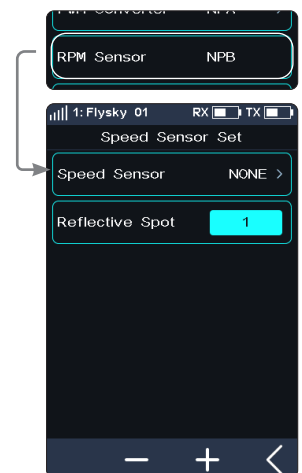 RPM Sensor NPB
1: Flysky 01 RX TX
Speed Sensor Set
Speed Sensor NONE >
Reflective Spot 1
− + <